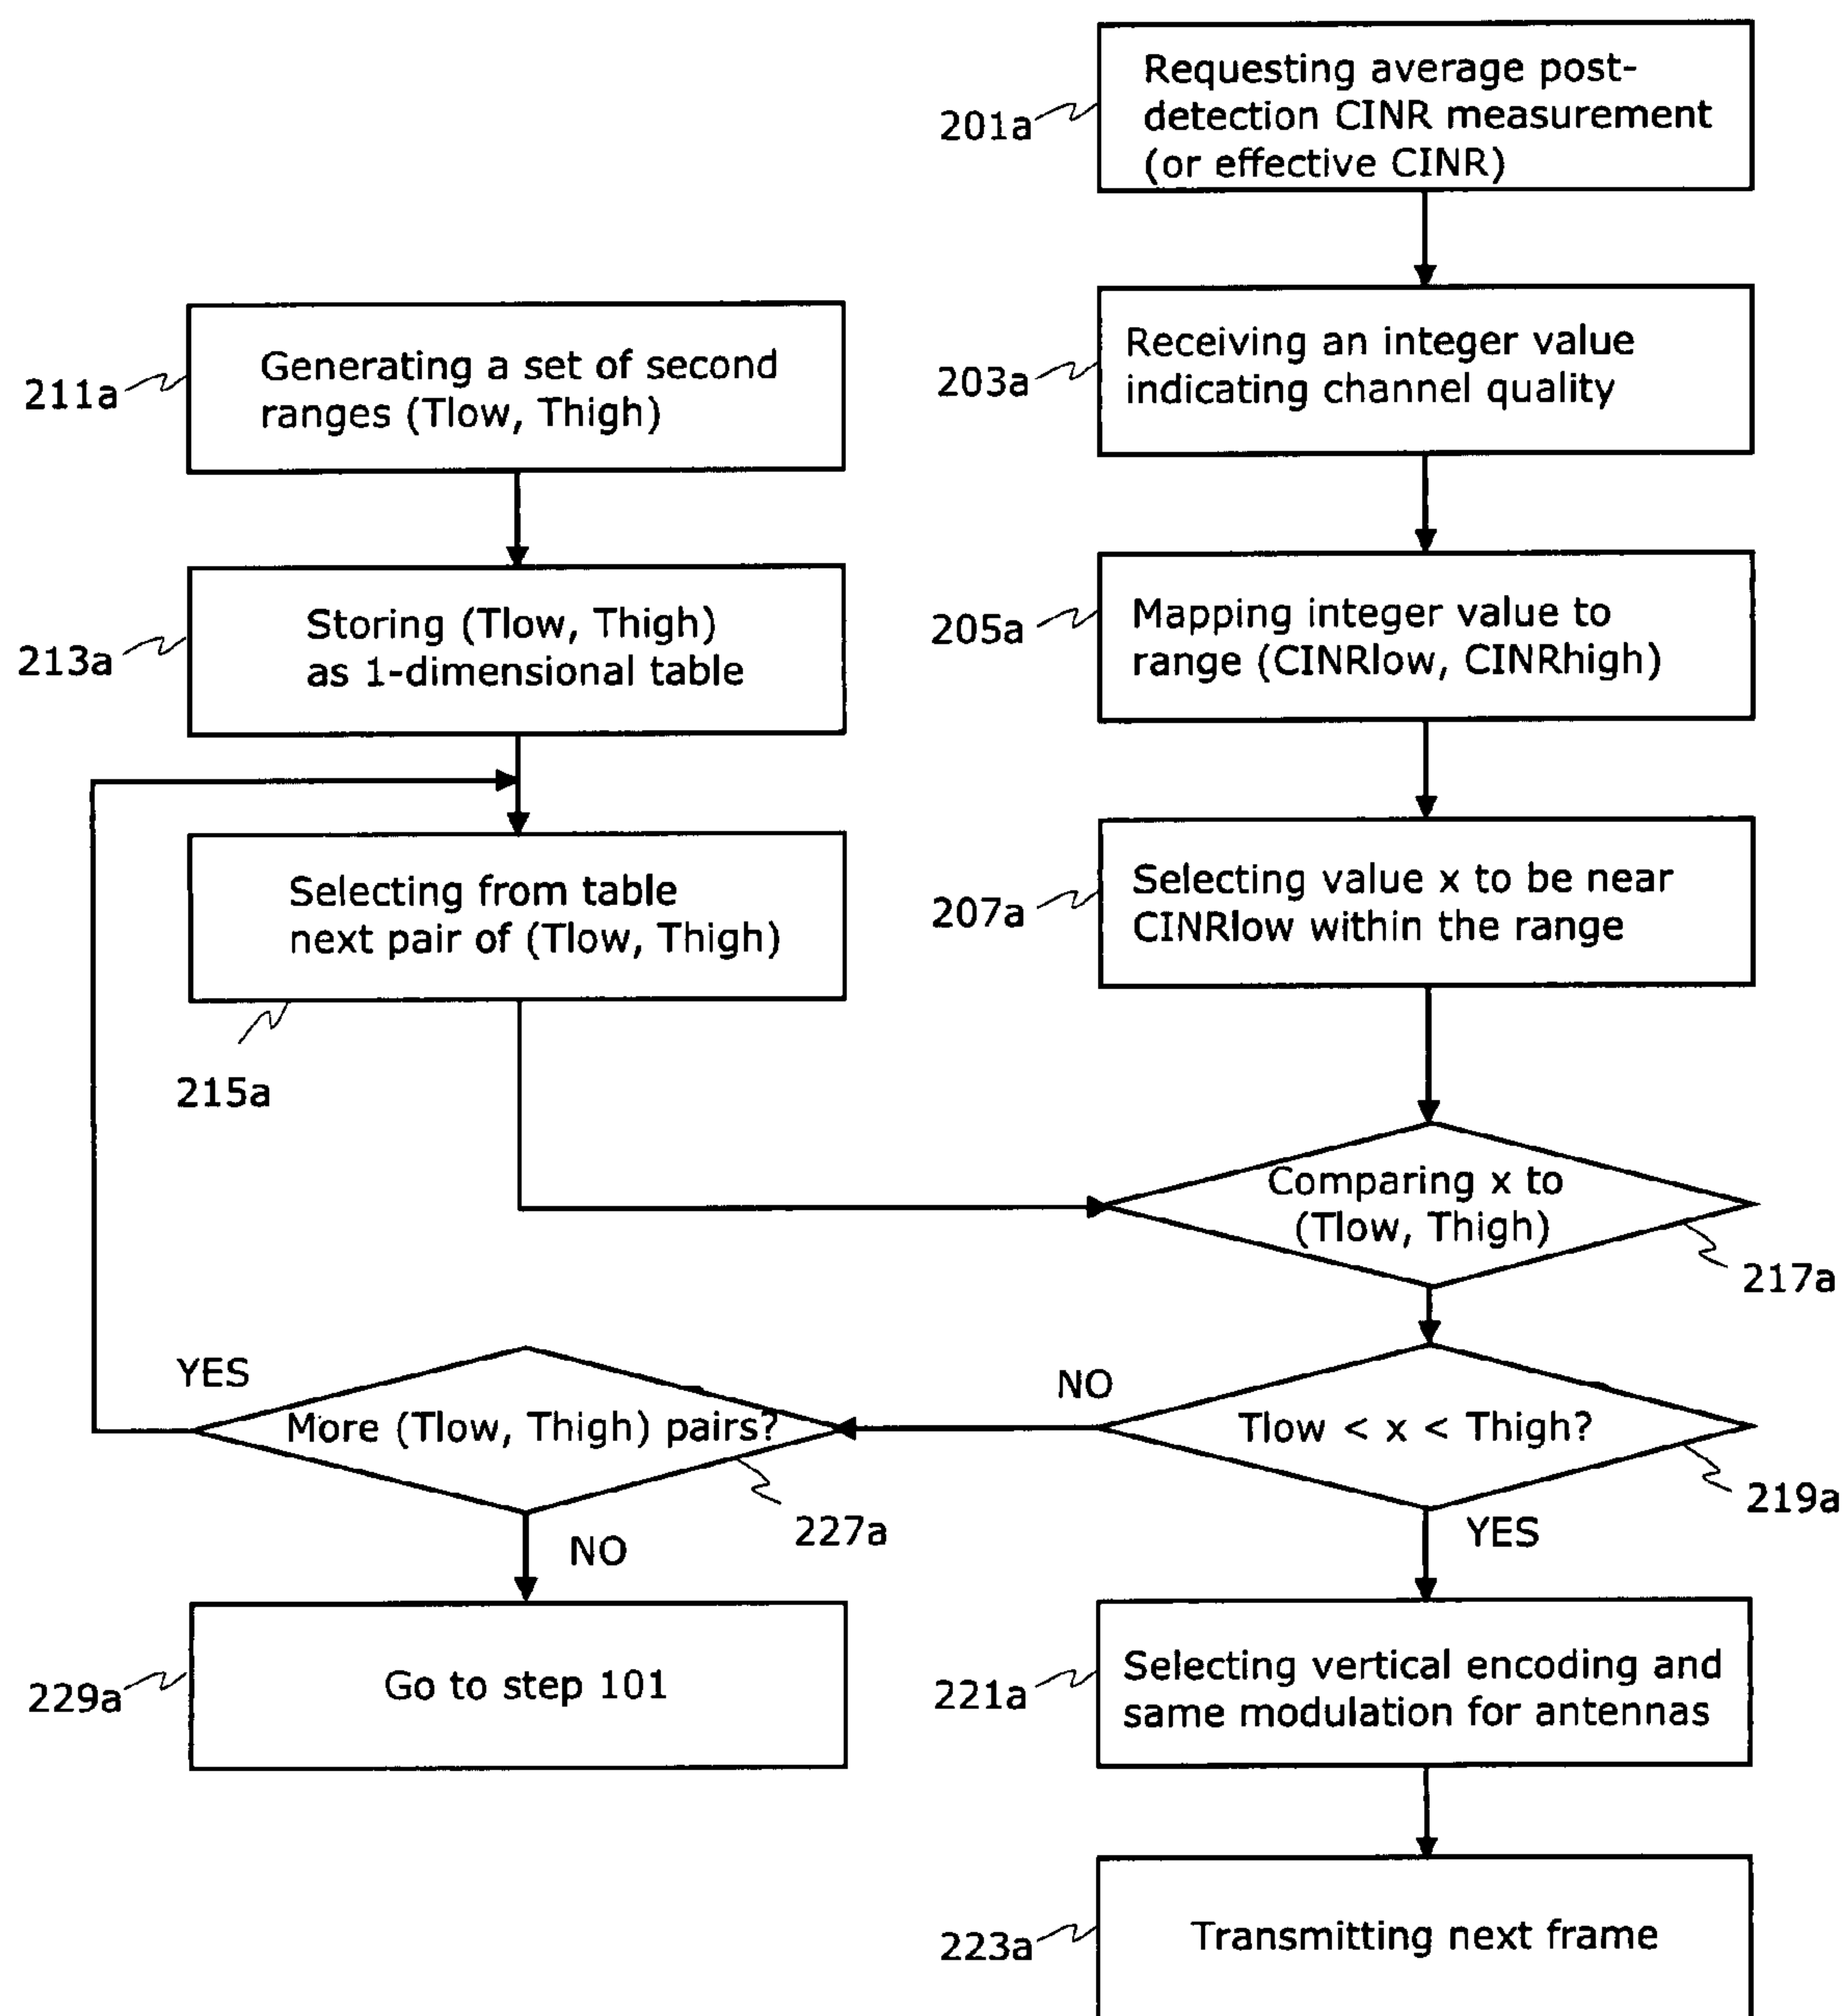 Requesting average post-
detection CINR measurement
(or effective CINR)
201a
Receiving an integer value
indicating channel quality
203a
Generating a set of second
ranges (Tlow, Thigh)
211a
Mapping integer value to
range (CINRlow, CINRhigh)
205a
Storing (Tlow, Thigh)
as 1-dimensional table
213a
Selecting value x to be near
CINRlow within the range
207a
Selecting from table
next pair of (Tlow, Thigh)
215a
Comparing x to
(Tlow, Thigh)
217a
YES
NO
More (Tlow, Thigh) pairs?
Tlow < x < Thigh?
219a
227a
NO
YES
Go to step 101
229a
Selecting vertical encoding and
same modulation for antennas
221a
Transmitting next frame
223a